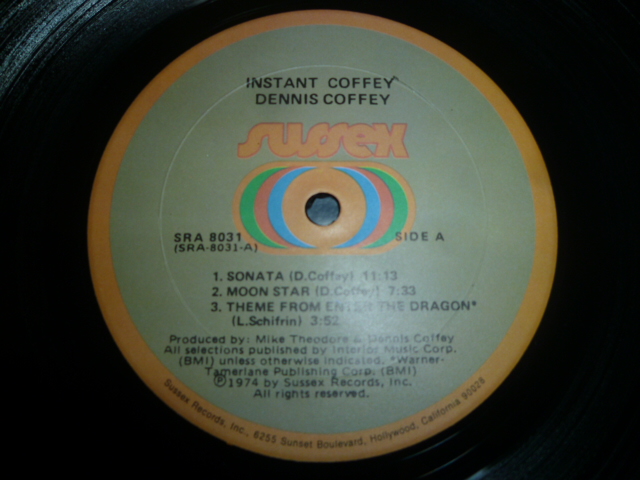 INSTANT COFFEY
DENNIS COFFEY
sussex
SRA 8031
(SRA-8031-A)
SIDE A
1. SONATA (D.Coffey) 11:13
2. MOON STAR (D.Coffey) 7:33
3. THEME FROM ENTER THE DRAGON*
(L.Schifrin) 3:52
Produced by: Mike Theodore & Dennis Coffey
All selections published by Interior Music Corp.
(BMI) unless otherwise indicated. *Warner-
Tamerlane Publishing Corp. (BMI)
Ⓟ1974 by Sussex Records, Inc.
All rights reserved.
Sussex Records, Inc., 6255 Sunset Boulevard, Hollywood, California 90028